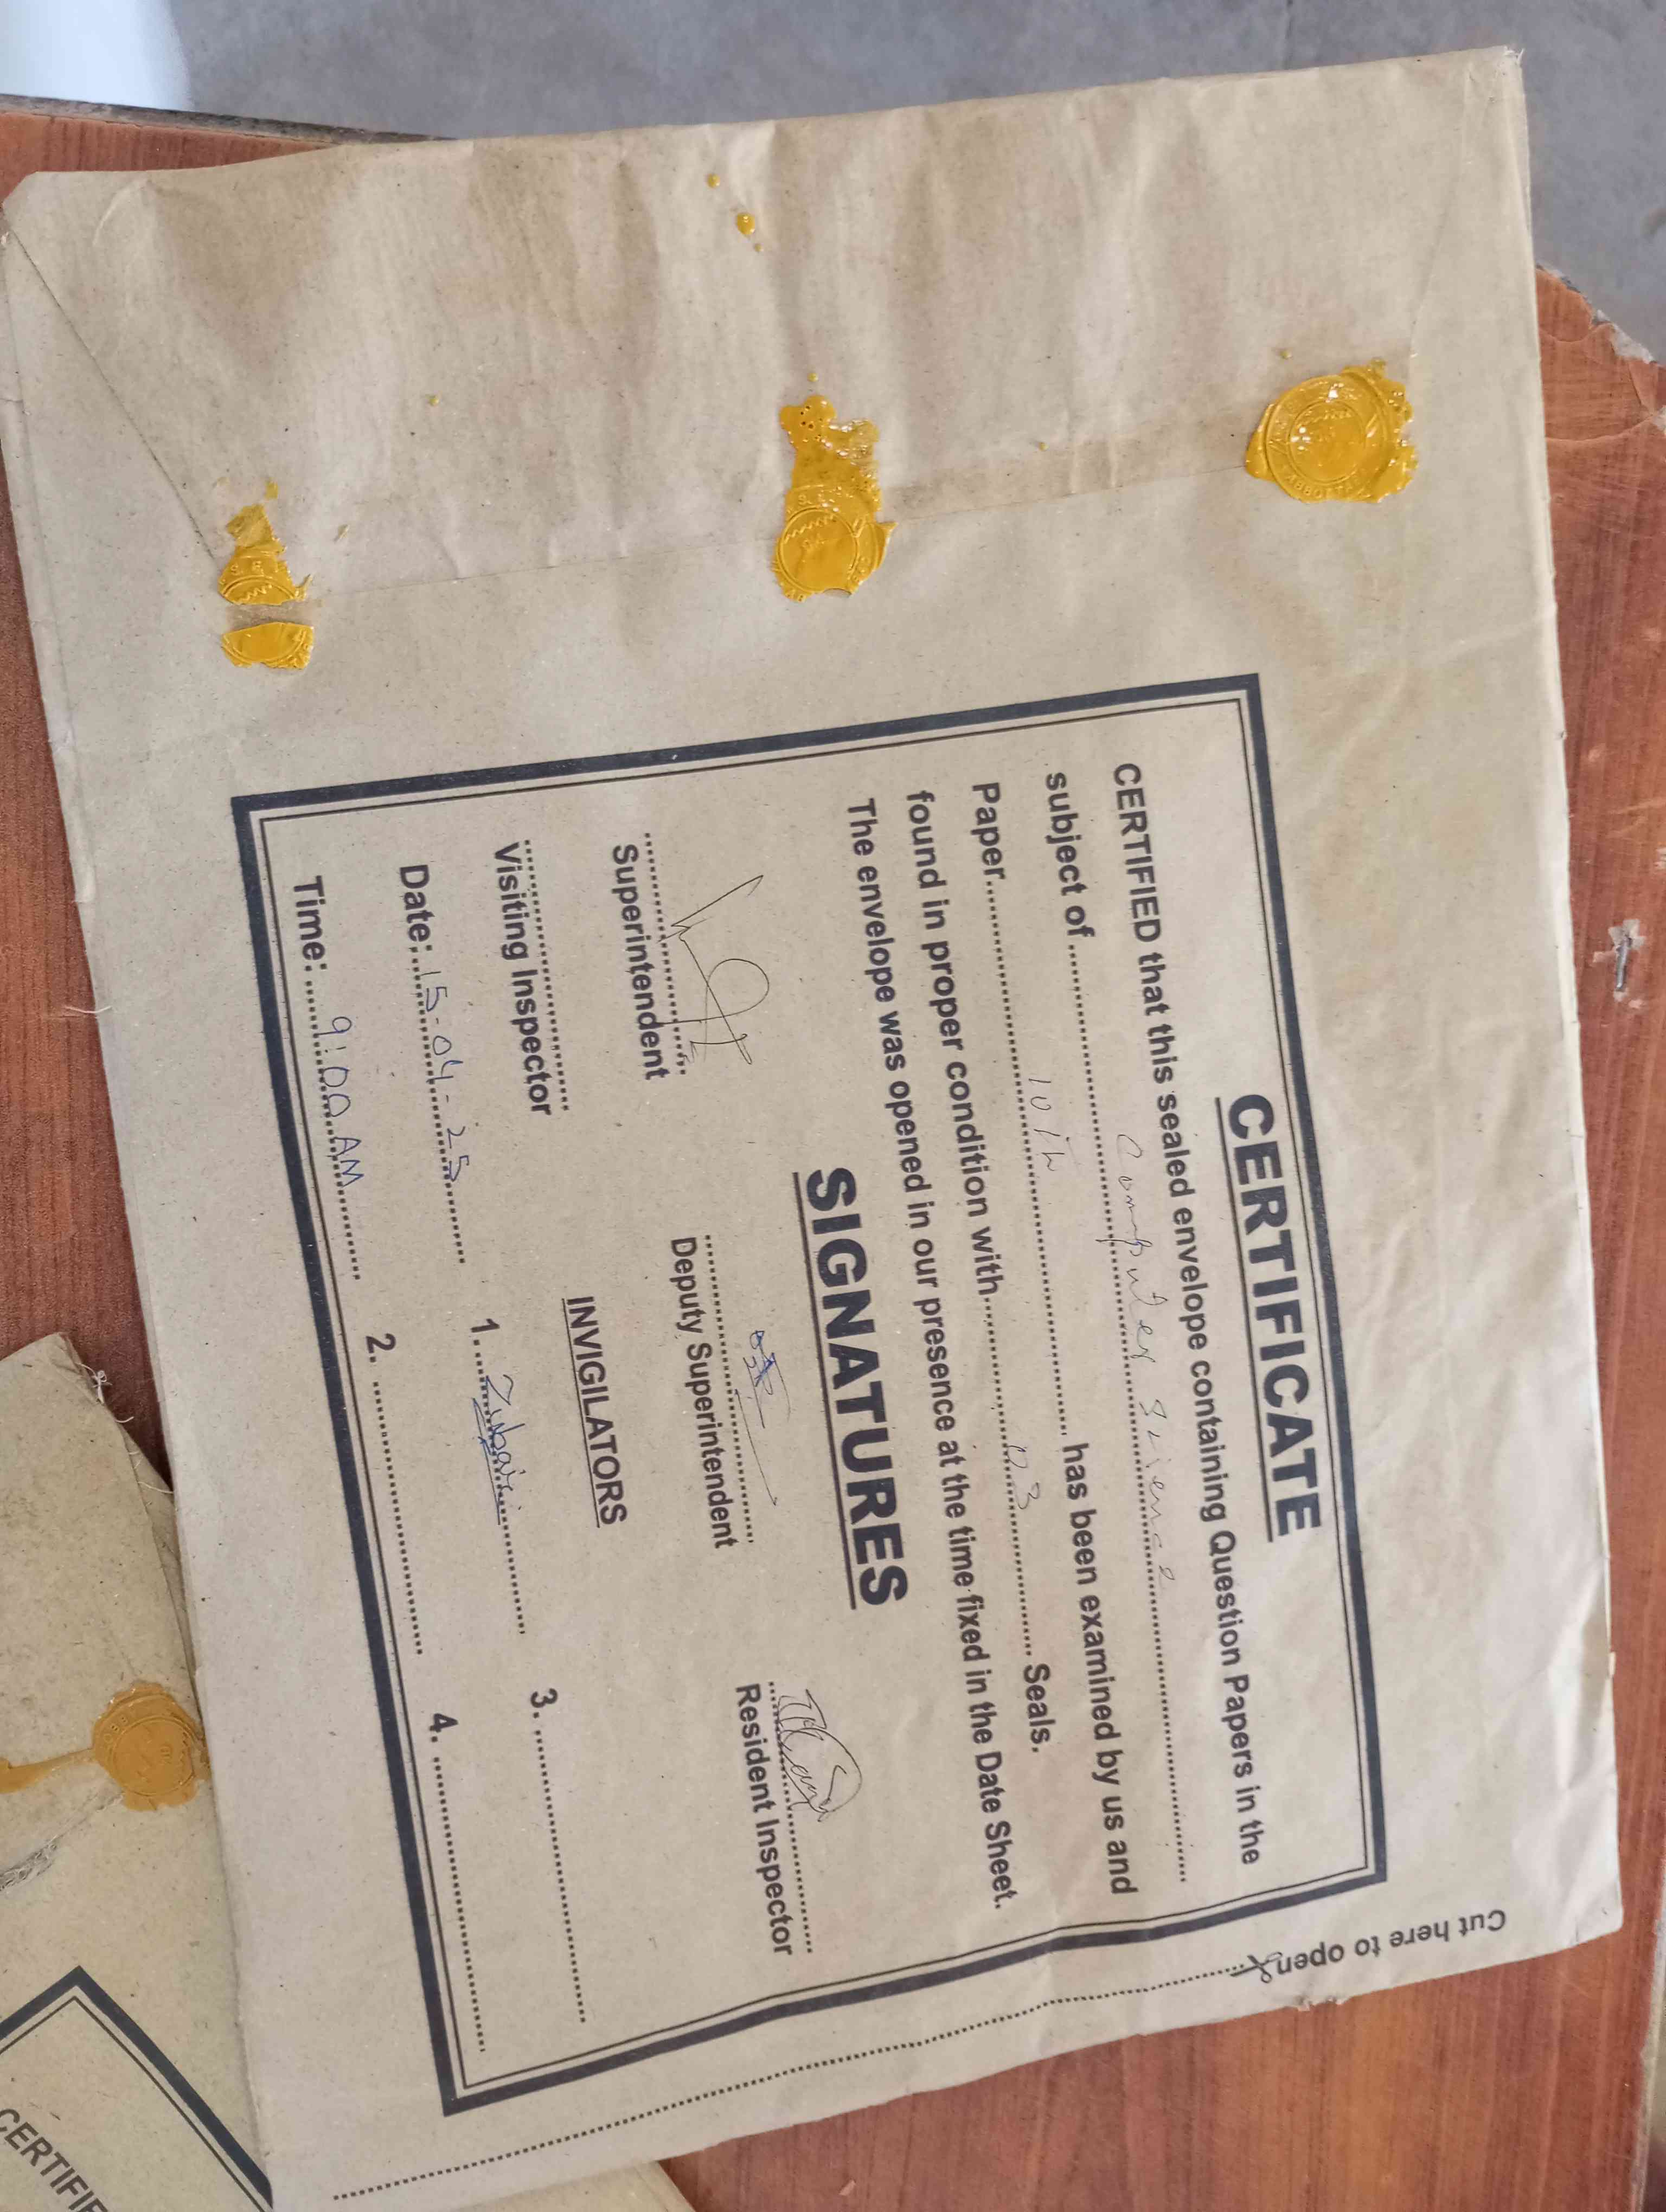 CERTIFICATE
CERTIFIED that this sealed envelope containing Question Papers in the
subject of ........ Computer Science ........
Paper ........ 10th ........ has been examined by us and
found in proper condition with ........ 03 ........ Seals.
The envelope was opened in our presence at the time fixed in the Date Sheet.
SIGNATURES
Superintendent
Deputy Superintendent
Resident Inspector
Visiting Inspector
INVIGILATORS
Date: 15-04-25
1. Zubair
3. ........
Time: 9:00 AM
2. ........
4. ........
Cut here to open